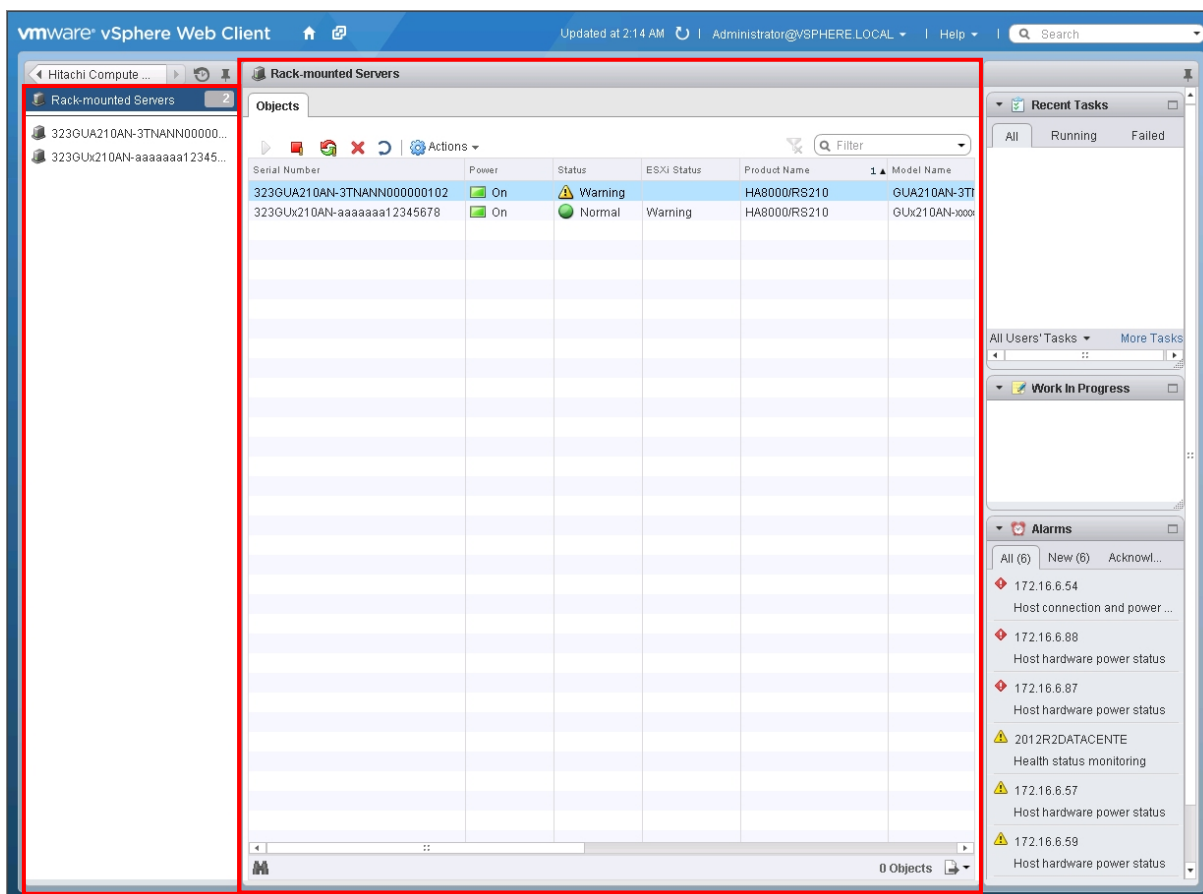 vmware® vSphere Web Client
Updated at 2:14 AM | Administrator@VSPHERE.LOCAL | Help | Search
Hitachi Compute ...
Rack-mounted Servers 2
323GUA210AN-3TNANN00000...
323GUx210AN-aaaaaaa12345...
Rack-mounted Servers
Objects
Actions Filter
Serial Number Power Status ESXi Status Product Name 1 Model Name
323GUA210AN-3TNANN000000102 On Warning HA8000/RS210 GUA210AN-3T
323GUx210AN-aaaaaaa12345678 On Normal Warning HA8000/RS210 GUx210AN-xxxx
0 Objects
Recent Tasks
All Running Failed
All Users' Tasks More Tasks
Work In Progress
Alarms
All (6) New (6) Acknowl...
172.16.6.54
Host connection and power ...
172.16.6.88
Host hardware power status
172.16.6.87
Host hardware power status
2012R2DATACENTE
Health status monitoring
172.16.6.57
Host hardware power status
172.16.6.59
Host hardware power status